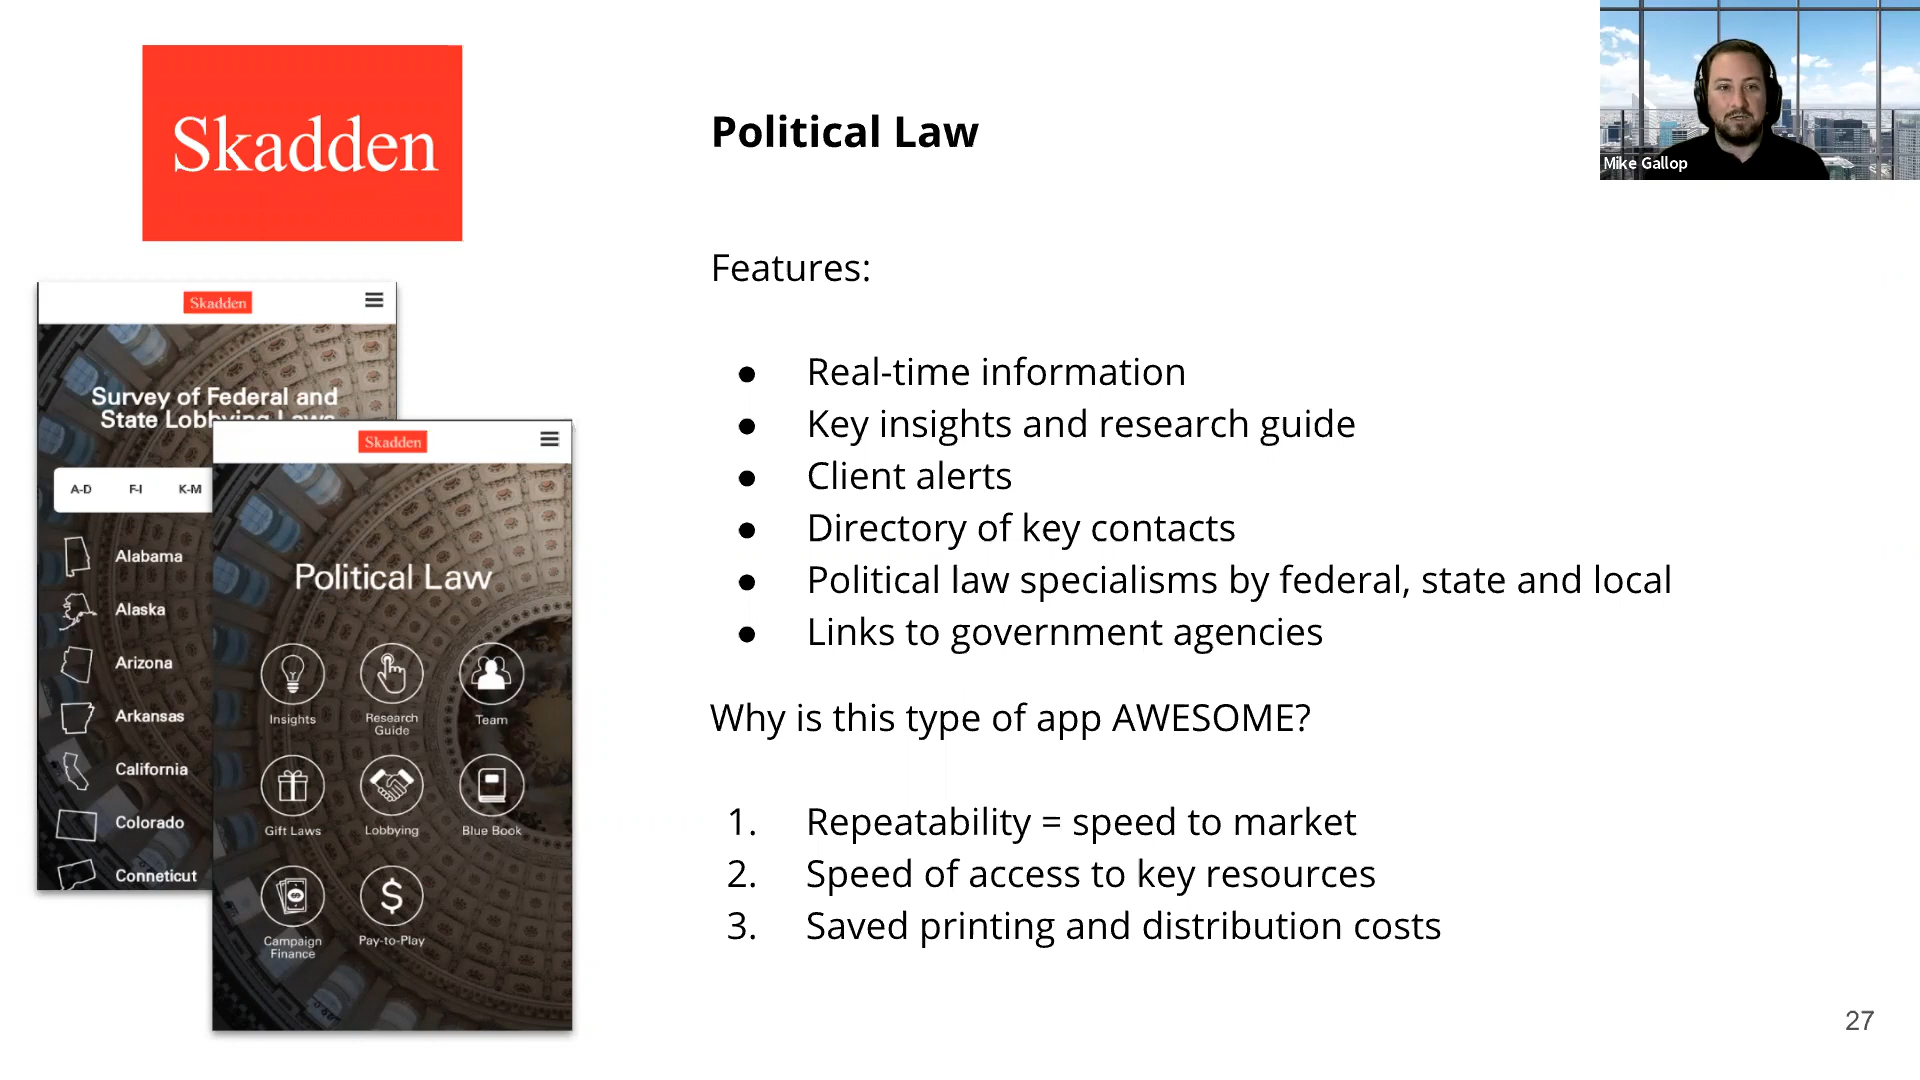 Skadden
Political Law
Mike Gallop
Features:
● Real-time information
● Key insights and research guide
● Client alerts
● Directory of key contacts
● Political law specialisms by federal, state and local
● Links to government agencies
Why is this type of app AWESOME?
1. Repeatability = speed to market
2. Speed of access to key resources
3. Saved printing and distribution costs
27
Skadden
Survey of Federal and
State Lobbying Laws
A-D F-I K-M
Alabama
Alaska
Arizona
Arkansas
California
Colorado
Conneticut
Skadden
Political Law
Insights
Research
Guide
Team
Gift Laws
Lobbying
Blue Book
Campaign
Finance
Pay-to-Play